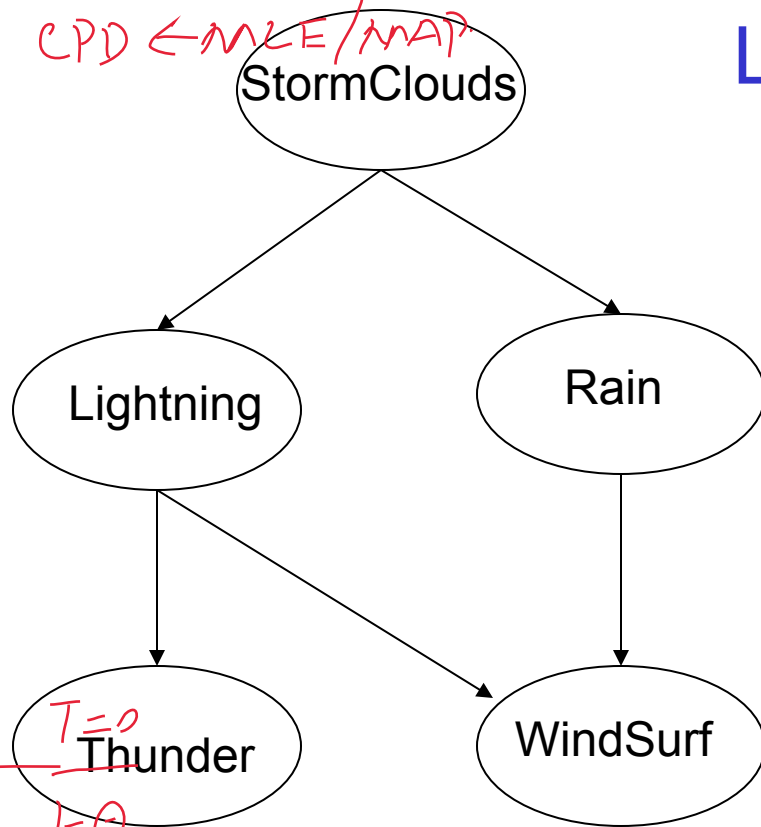 CPD ← MLE/MAP
L
StormClouds
Lightning
Rain
T=0
Thunder
WindSurf